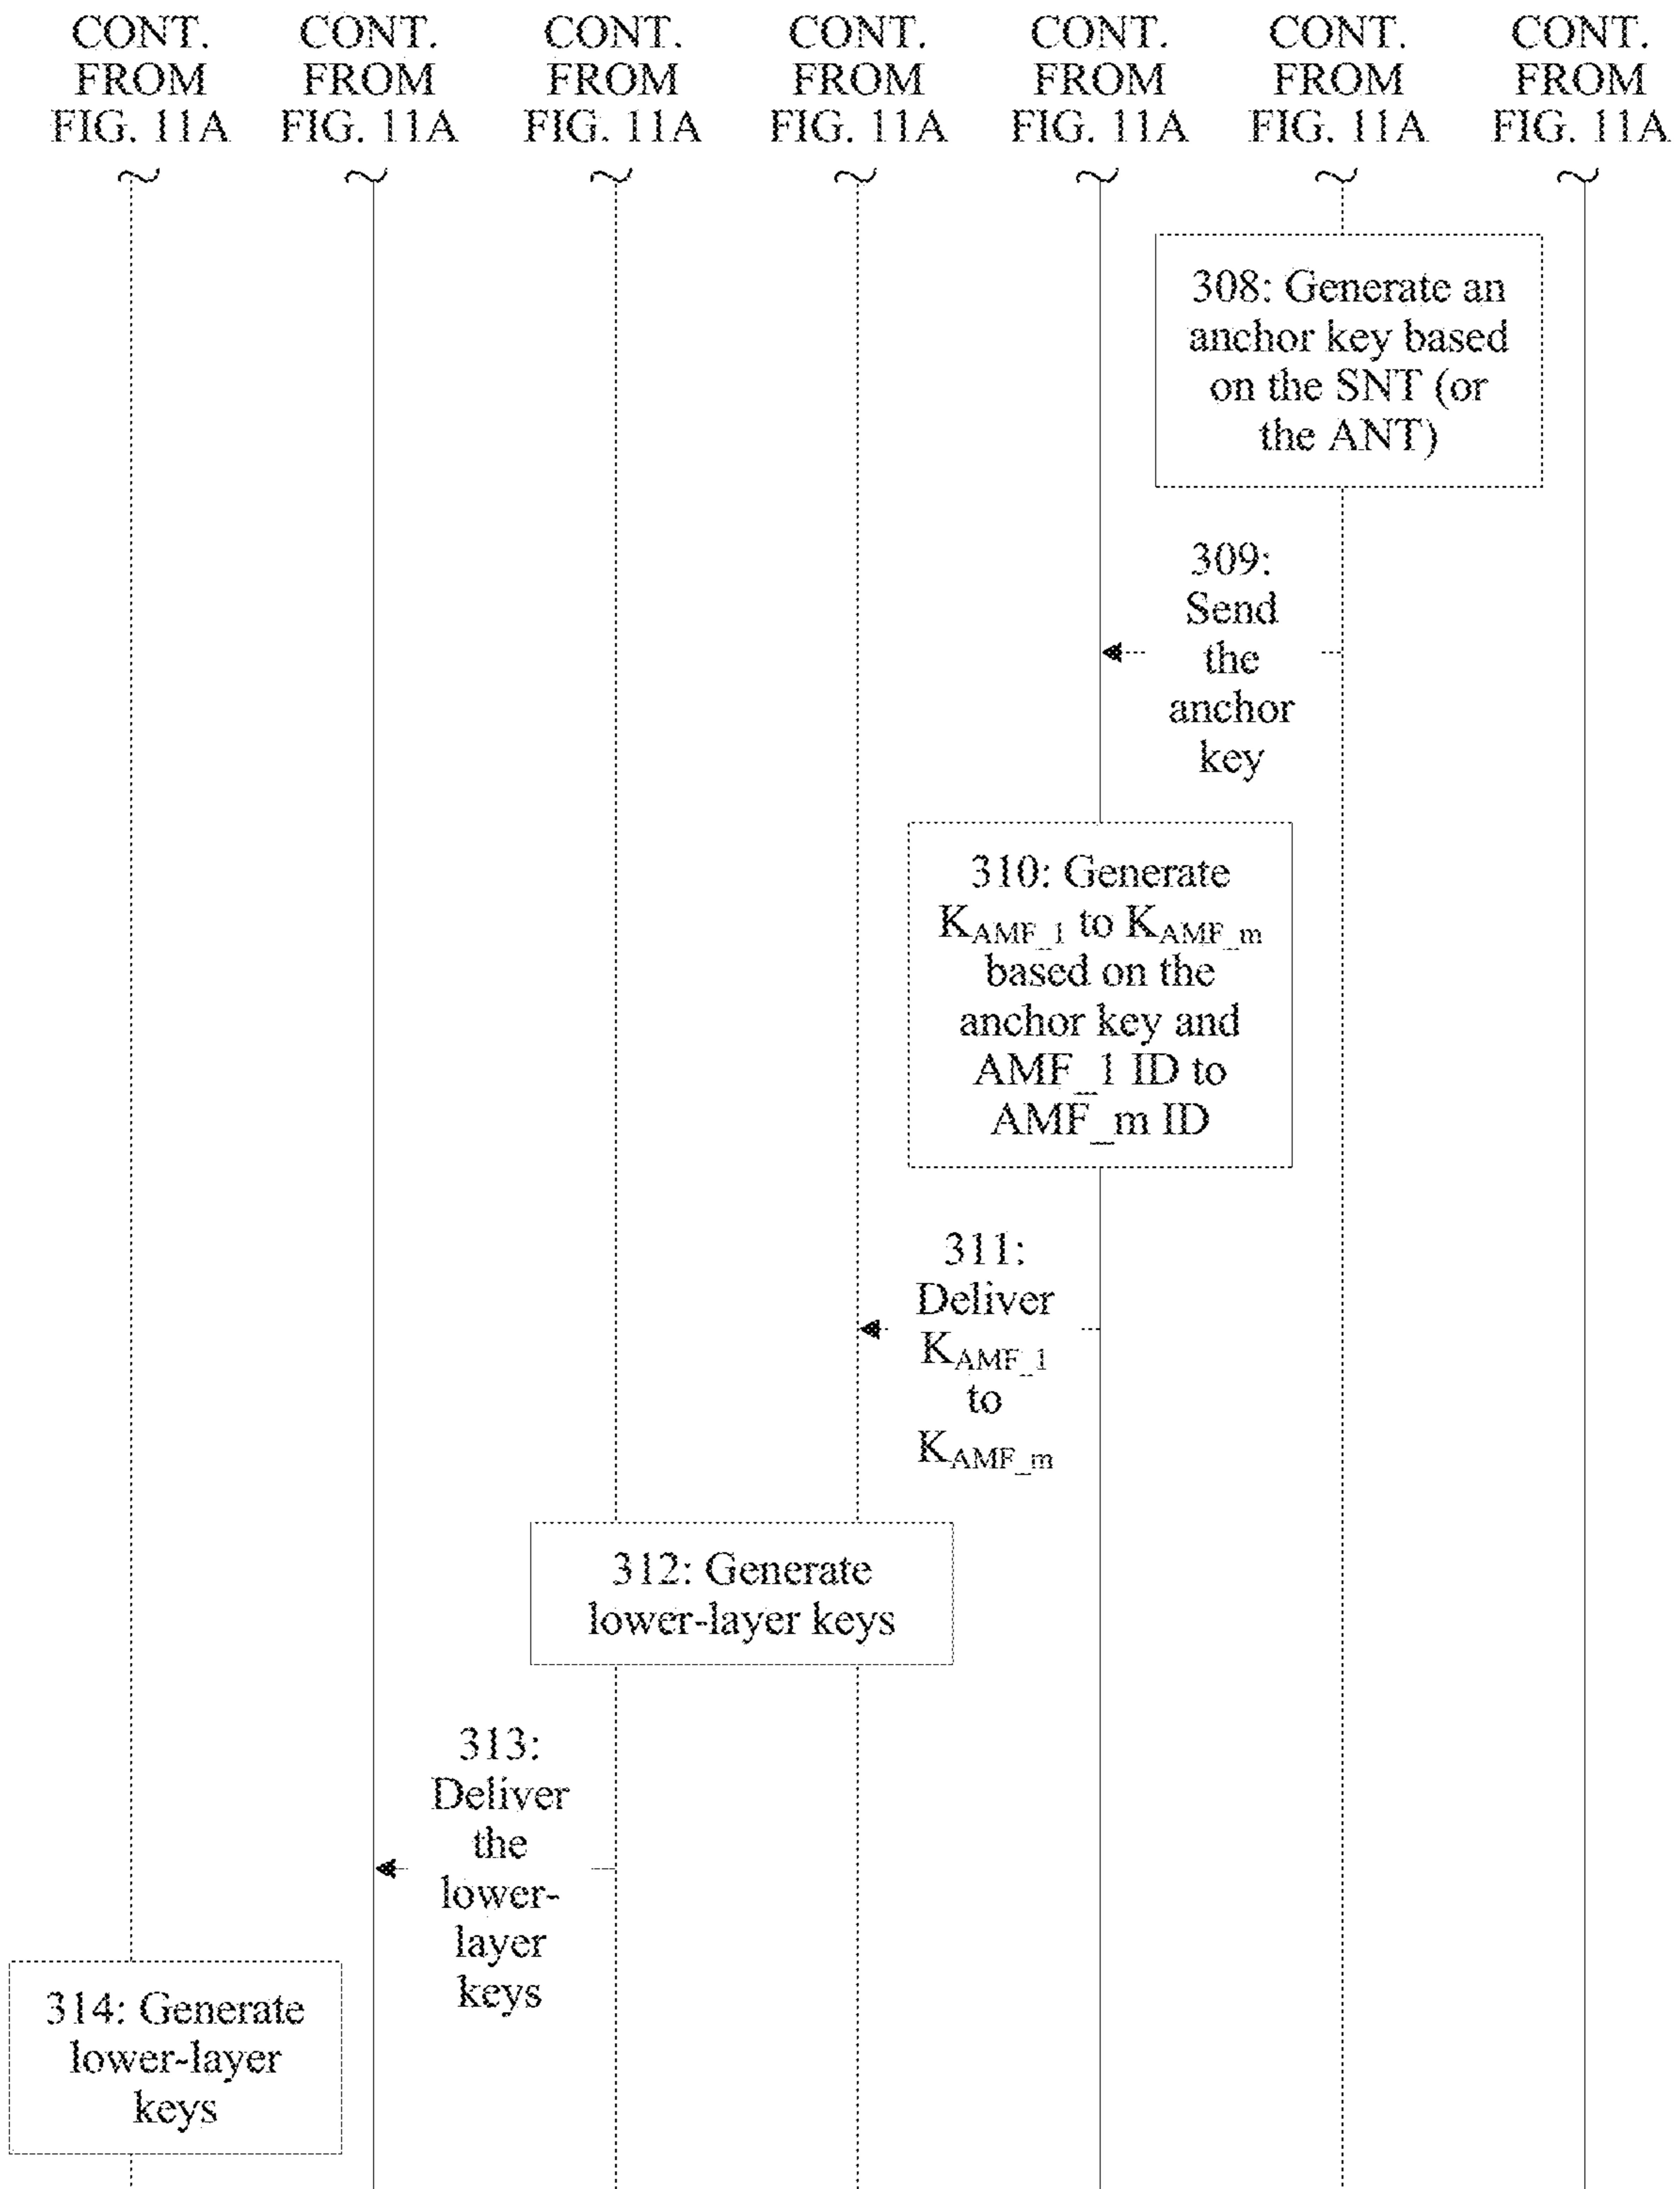 CONT. FROM FIG. 11A
CONT. FROM FIG. 11A
CONT. FROM FIG. 11A
CONT. FROM FIG. 11A
CONT. FROM FIG. 11A
CONT. FROM FIG. 11A
CONT. FROM FIG. 11A
308: Generate an
anchor key based
on the SNT (or
the ANT)
309:
Send
the
anchor
key
310: Generate
K_AMF_1 to K_AMF_m
based on the
anchor key and
AMF_1 ID to
AMF_m ID
311:
Deliver
K_AMF_1
to
K_AMF_m
312: Generate
lower-layer keys
313:
Deliver
the
lower-
layer
keys
314: Generate
lower-layer
keys